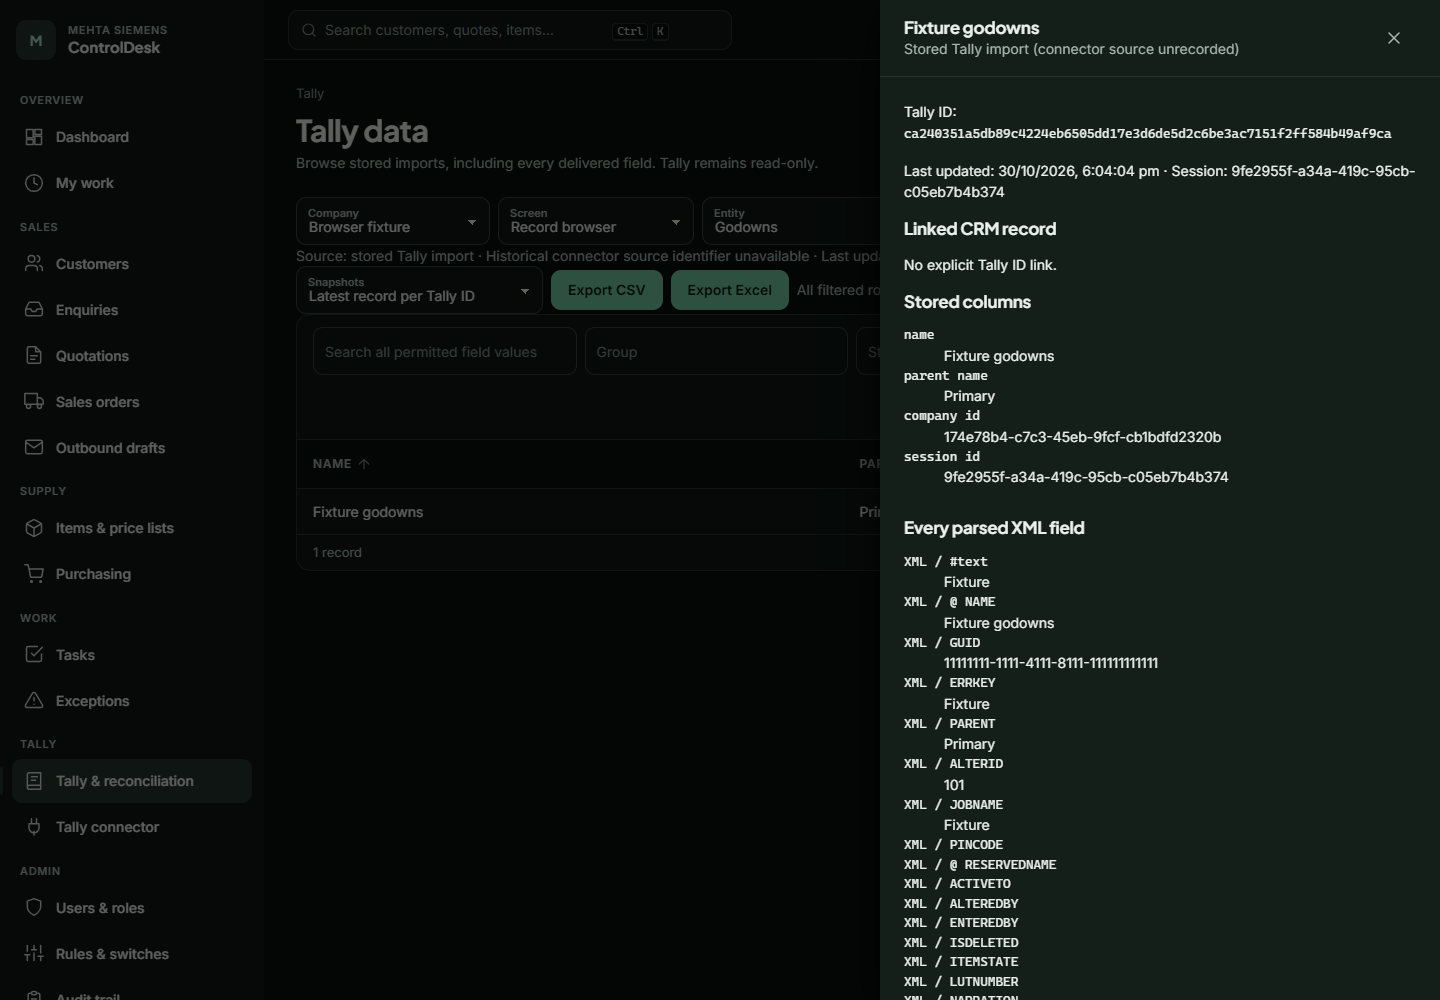 M
MEHTA SIEMENS
ControlDesk
OVERVIEW
Dashboard
My work
SALES
Customers
Enquiries
Quotations
Sales orders
Outbound drafts
SUPPLY
Items & price lists
Purchasing
WORK
Tasks
Exceptions
TALLY
Tally & reconciliation
Tally connector
ADMIN
Users & roles
Rules & switches
Audit trail
Search customers, quotes, items... Ctrl K
Tally
Tally data
Browse stored imports, including every delivered field. Tally remains read-only.
Company
Browser fixture
Screen
Record browser
Entity
Godowns
Source: stored Tally import · Historical connector source identifier unavailable · Last upda
Snapshots
Latest record per Tally ID
Export CSV
Export Excel
All filtered ro
Search all permitted field values
Group
St
NAME PAR
Fixture godowns Prim
1 record
Fixture godowns
Stored Tally import (connector source unrecorded)
Tally ID:
ca240351a5db89c4224eb6505dd17e3d6de5d2c6be3ac7151f2ff584b49af9ca
Last updated: 30/10/2026, 6:04:04 pm · Session: 9fe2955f-a34a-419c-95cb-
c05eb7b4b374
Linked CRM record
No explicit Tally ID link.
Stored columns
name
Fixture godowns
parent name
Primary
company id
174e78b4-c7c3-45eb-9fcf-cb1bdfd2320b
session id
9fe2955f-a34a-419c-95cb-c05eb7b4b374
Every parsed XML field
XML / #text
Fixture
XML / @ NAME
Fixture godowns
XML / GUID
11111111-1111-4111-8111-111111111111
XML / ERRKEY
Fixture
XML / PARENT
Primary
XML / ALTERID
101
XML / JOBNAME
Fixture
XML / PINCODE
XML / @ RESERVEDNAME
XML / ACTIVETO
XML / ALTEREDBY
XML / ENTEREDBY
XML / ISDELETED
XML / ITEMSTATE
XML / LUTNUMBER
XML / NARRATION